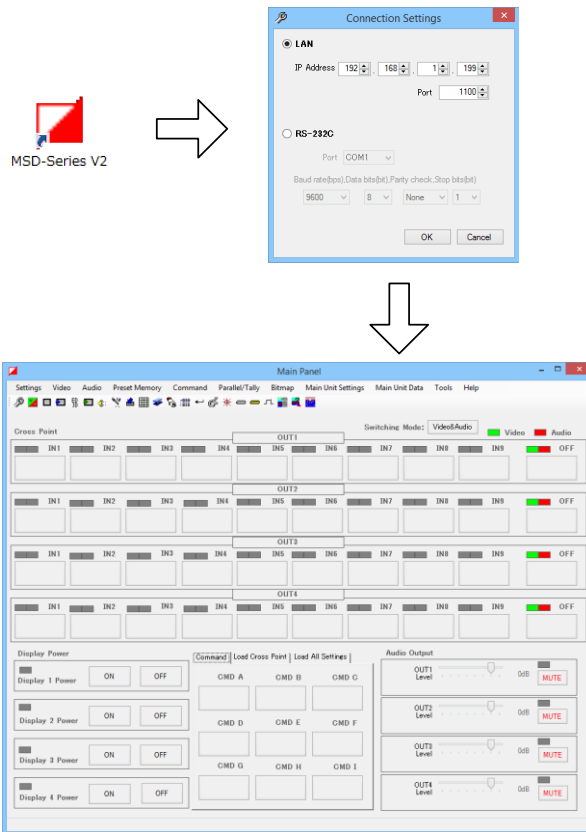 MSD-Series V2
Connection Settings
LAN
IP Address 192 . 168 . 1 . 199
Port 1100
RS-232C
Port COM1
Baud rate(bps),Data bits(bit),Parity check,Stop bits(bit)
9600 8 None 1
OK Cancel
Main Panel
Settings Video Audio Preset Memory Command Parallel/Tally Bitmap Main Unit Settings Main Unit Data Tools Help
Switching Mode: Video&Audio Video Audio
Cross Point
OUT1
IN1 IN2 IN3 IN4 IN5 IN6 IN7 IN8 IN9 OFF
OUT2
IN1 IN2 IN3 IN4 IN5 IN6 IN7 IN8 IN9 OFF
OUT3
IN1 IN2 IN3 IN4 IN5 IN6 IN7 IN8 IN9 OFF
OUT4
IN1 IN2 IN3 IN4 IN5 IN6 IN7 IN8 IN9 OFF
Display Power
Display 1 Power ON OFF
Display 2 Power ON OFF
Display 3 Power ON OFF
Display 4 Power ON OFF
Command Load Cross Point Load All Settings
CMD A CMD B CMD C
CMD D CMD E CMD F
CMD G CMD H CMD I
Audio Output
OUT1 Level 0dB MUTE
OUT2 Level 0dB MUTE
OUT3 Level 0dB MUTE
OUT4 Level 0dB MUTE